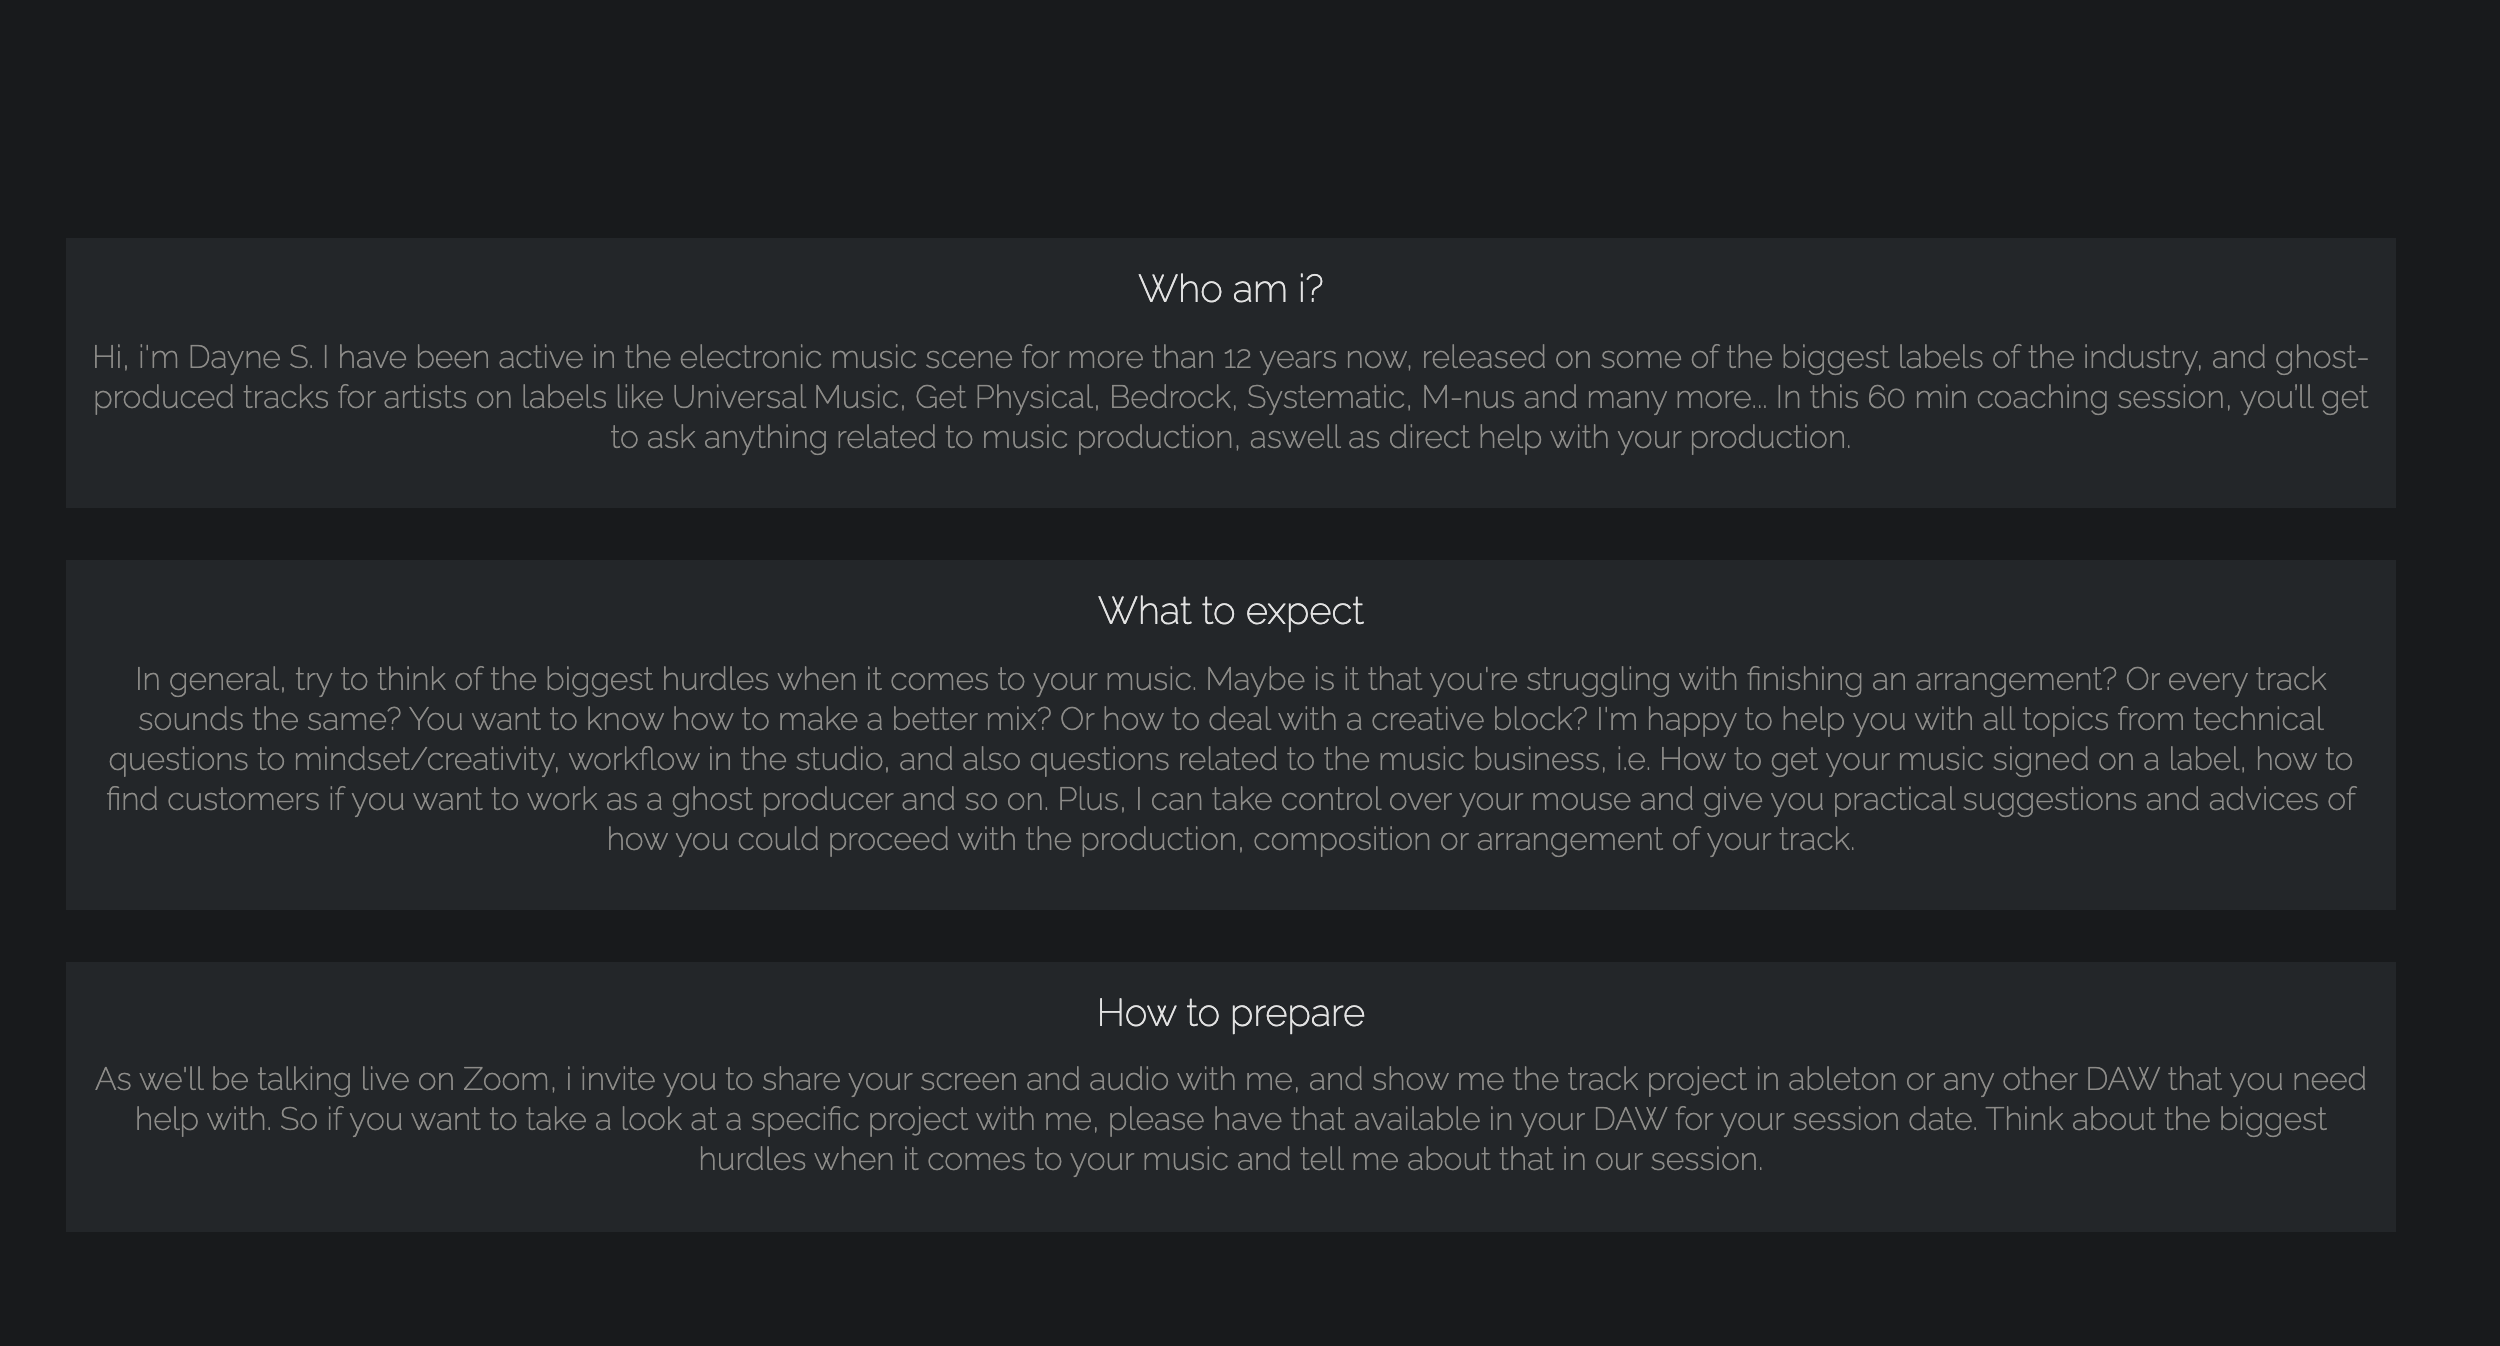 Who am i?
Hi, i'm Dayne S. I have been active in the electronic music scene for more than 12 years now, released on some of the biggest labels of the industry, and ghost-
produced tracks for artists on labels like Universal Music, Get Physical, Bedrock, Systematic, M-nus and many more... In this 60 min coaching session, you'll get
to ask anything related to music production, aswell as direct help with your production.
What to expect
In general, try to think of the biggest hurdles when it comes to your music. Maybe is it that you're struggling with finishing an arrangement? Or every track
sounds the same? You want to know how to make a better mix? Or how to deal with a creative block? I'm happy to help you with all topics from technical
questions to mindset/creativity, workflow in the studio, and also questions related to the music business, i.e. How to get your music signed on a label, how to
find customers if you want to work as a ghost producer and so on. Plus, I can take control over your mouse and give you practical suggestions and advices of
how you could proceed with the production, composition or arrangement of your track.
How to prepare
As we'll be talking live on Zoom, i invite you to share your screen and audio with me, and show me the track project in ableton or any other DAW that you need
help with. So if you want to take a look at a specific project with me, please have that available in your DAW for your session date. Think about the biggest
hurdles when it comes to your music and tell me about that in our session.